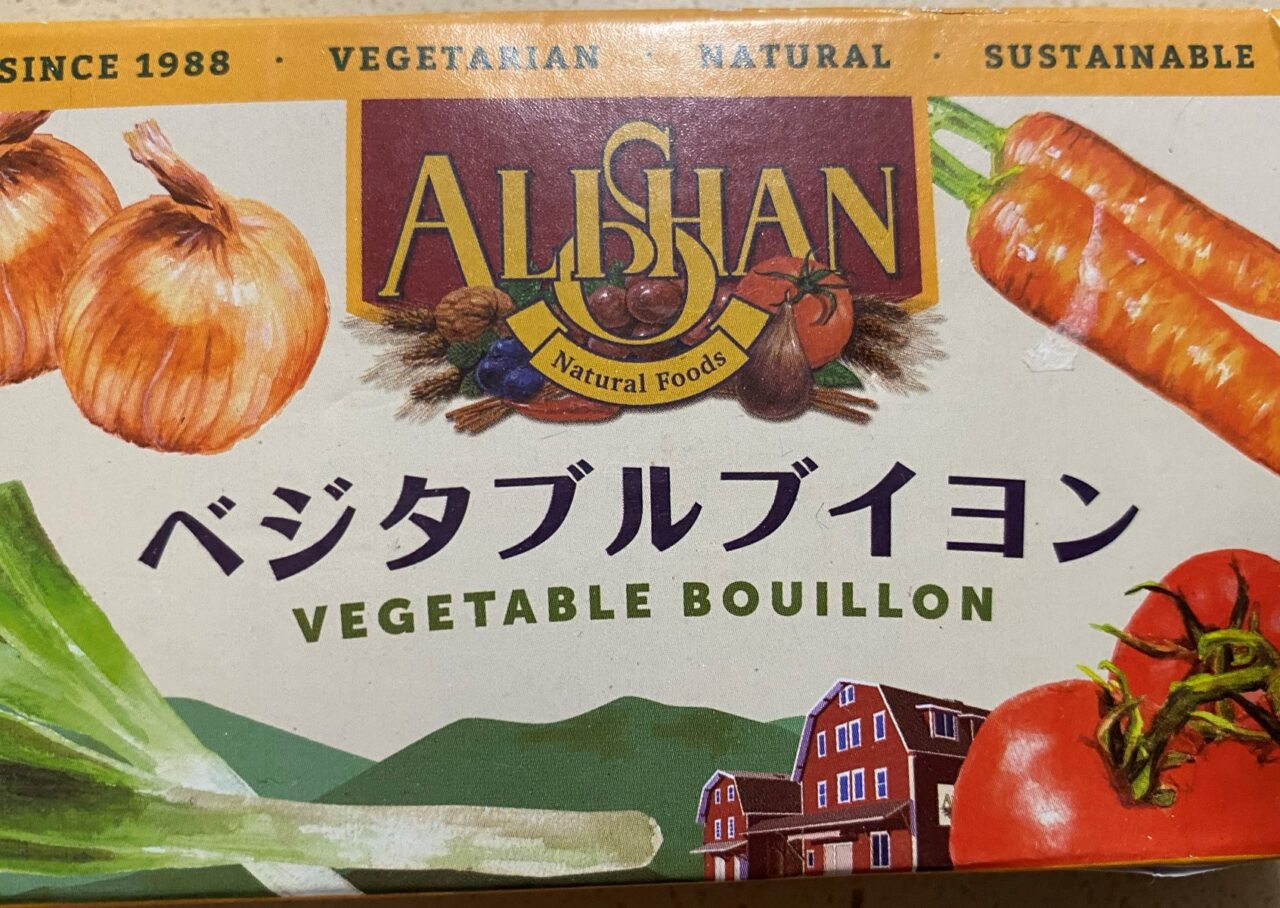 SINCE 1988 · VEGETARIAN · NATURAL · SUSTAINABLE
ALISHAN
Natural Foods
ベジタブルブイヨン
VEGETABLE BOUILLON